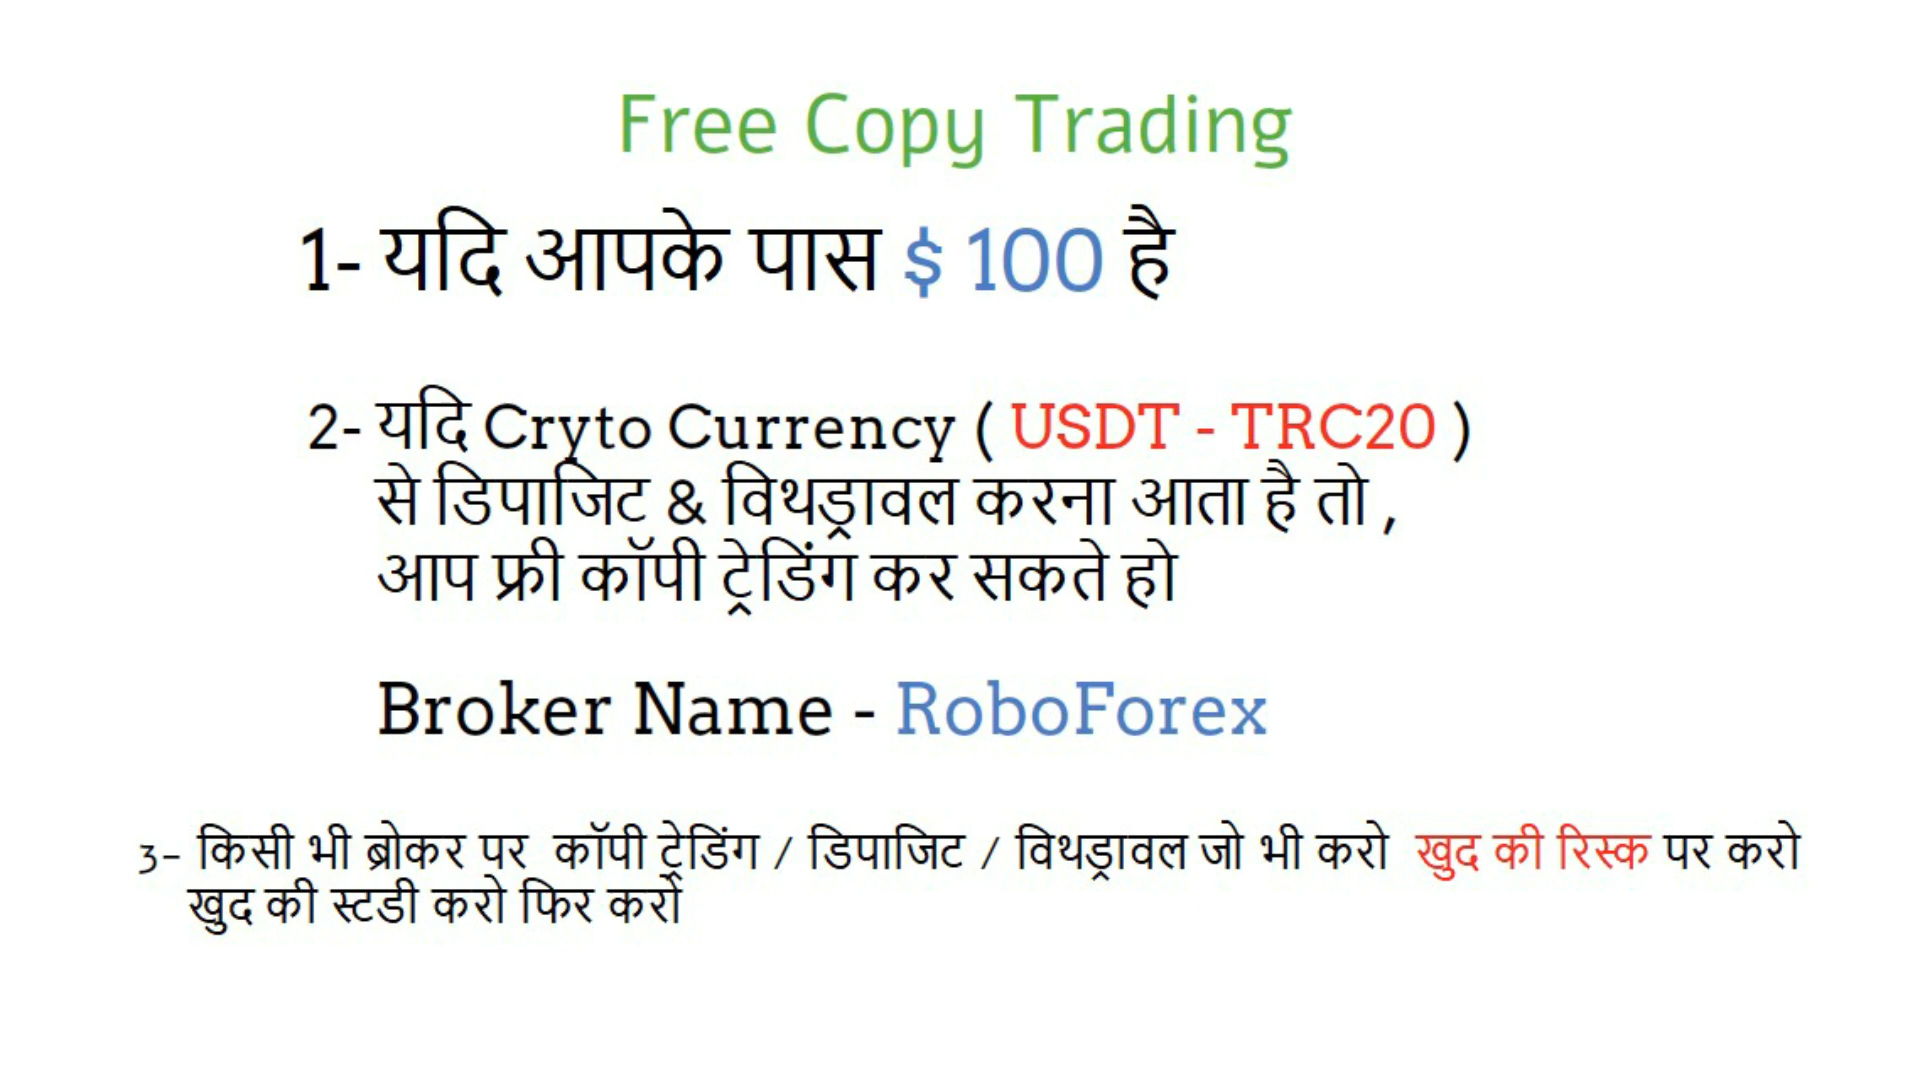 Free Copy Trading
1- यदि आपके पास $ 100 है
2- यदि Cryto Currency ( USDT - TRC20 )
से डिपाजिट & विथड्रावल करना आता है तो ,
आप फ्री कॉपी ट्रेडिंग कर सकते हो
Broker Name - RoboForex
3- किसी भी ब्रोकर पर कॉपी ट्रेडिंग / डिपाजिट / विथड्रावल जो भी करो खुद की रिस्क पर करो
खुद की स्टडी करो फिर करो